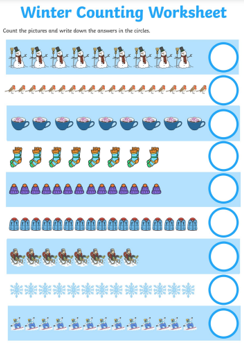 Winter Counting Worksheet
Count the pictures and write down the answers in the circles.